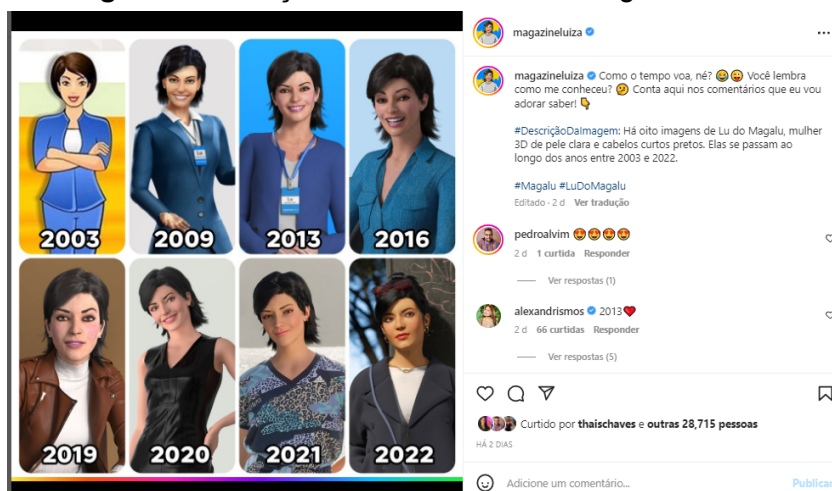 2003
2009
2013
2016
2019
2020
2021
2022
magazineluiza
magazineluiza Como o tempo voa, né? 😂😜 Você lembra
como me conheceu? 🤔 Conta aqui nos comentários que eu vou
adorar saber! 👇
#DescriçãoDaImagem: Há oito imagens de Lu do Magalu, mulher
3D de pele clara e cabelos curtos pretos. Elas se passam ao
longo dos anos entre 2003 e 2022.
#Magalu #LuDoMagalu
Editado · 2 d Ver tradução
pedroalvim 😍😍😍😍
2 d 1 curtida Responder
Ver respostas (1)
alexandrismos 2013❤️
2 d 66 curtidas Responder
Ver respostas (5)
Curtido por thaischaves e outras 28,715 pessoas
HÁ 2 DIAS
Adicione um comentário...
Publicar